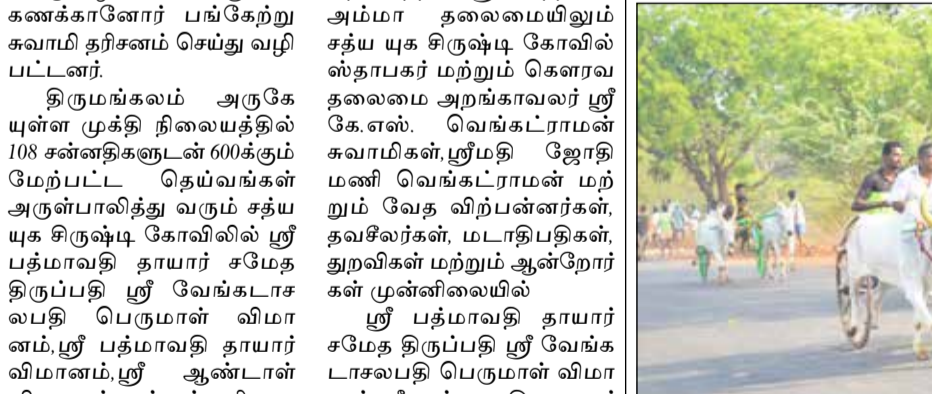 கணக்கானோர் பங்கேற்று
சுவாமி தரிசனம் செய்து வழி
பட்டனர்.
திருமங்கலம் அருகே
யுள்ள முக்தி நிலையத்தில்
108 சன்னதிகளுடன் 600க்கும்
மேற்பட்ட தெய்வங்கள்
அருள்பாலித்து வரும் சத்ய
யுக சிருஷ்டி கோவிலில் ஸ்ரீ
பத்மாவதி தாயார் சமேத
திருப்பதி ஸ்ரீ வேங்கடாச
லபதி பெருமாள் விமா
னம்,ஸ்ரீ பத்மாவதி தாயார்
விமானம்,ஸ்ரீ ஆண்டாள்
அம்மா தலைமையிலும்
சத்ய யுக சிருஷ்டி கோவில்
ஸ்தாபகர் மற்றும் கௌரவ
தலைமை அறங்காவலர் ஸ்ரீ
கே.எஸ். வெங்கட்ராமன்
சுவாமிகள்,ஸ்ரீமதி ஜோதி
மணி வெங்கட்ராமன் மற்
றும் வேத விற்பன்னர்கள்,
தவசீலர்கள், மடாதிபதிகள்,
துறவிகள் மற்றும் ஆன்றோர்
கள் முன்னிலையில்
ஸ்ரீ பத்மாவதி தாயார்
சமேத திருப்பதி ஸ்ரீ வேங்க
டாசலபதி பெருமாள் விமா